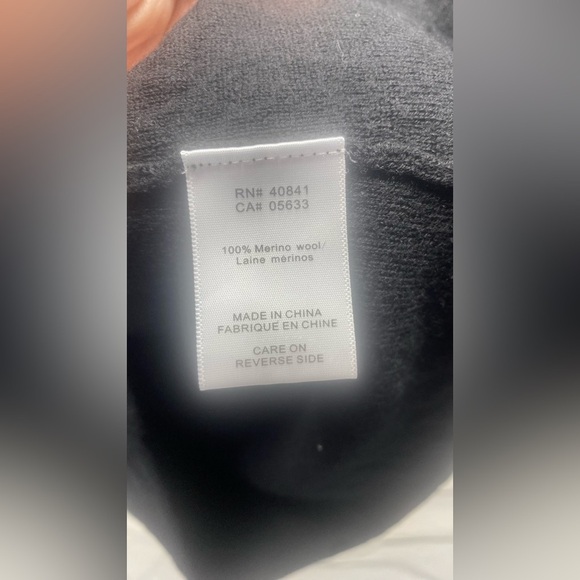 RN# 40841
CA# 05633
100% Merino wool/
Laine mérinos
MADE IN CHINA
FABRIQUE EN CHINE
CARE ON
REVERSE SIDE